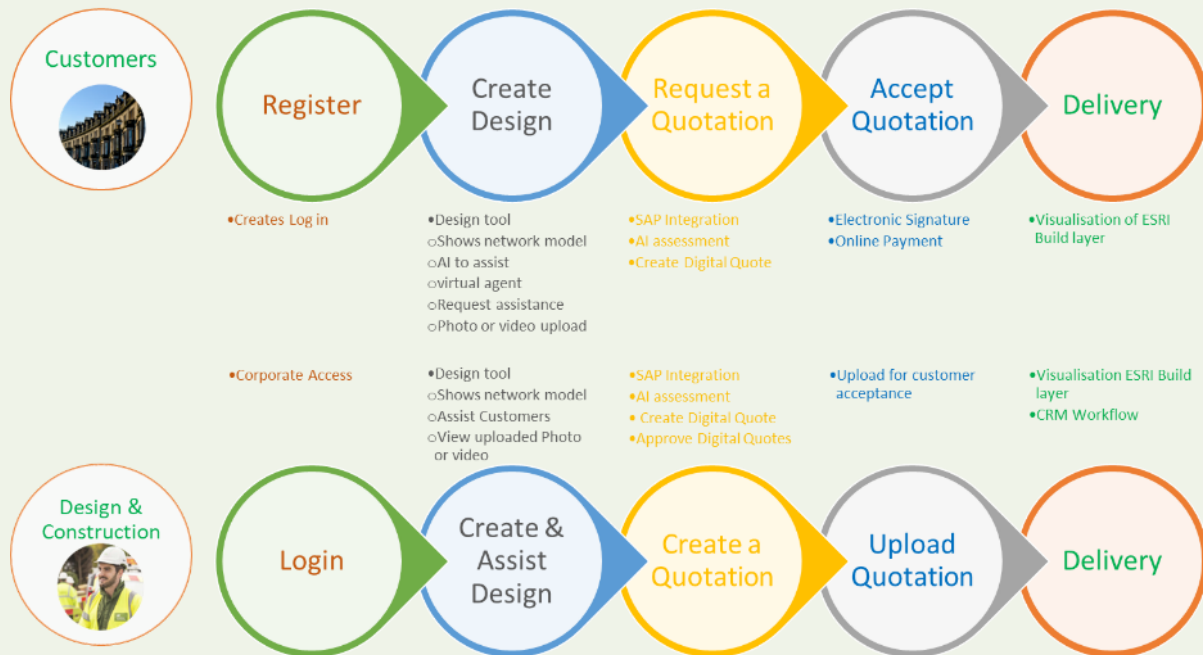 Customers
Register
Create
Design
Request a
Quotation
Accept
Quotation
Delivery
•Creates Log in
•Design tool
oShows network model
oAI to assist
ovirtual agent
oRequest assistance
oPhoto or video upload
•SAP Integration
•AI assessment
•Create Digital Quote
•Electronic Signature
•Online Payment
•Visualisation of ESRI
Build layer
•Corporate Access
•Design tool
oShows network model
oAssist Customers
oView uploaded Photo
or video
•SAP Integration
•AI assessment
• Create Digital Quote
•Approve Digital Quotes
•Upload for customer
acceptance
•Visualisation ESRI Build
layer
•CRM Workflow
Design &
Construction
Login
Create &
Assist
Design
Create a
Quotation
Upload
Quotation
Delivery